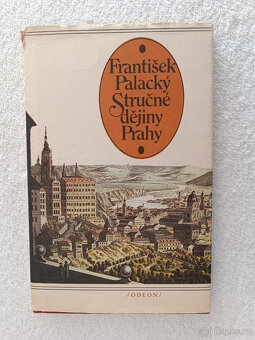 František
Palacký
Stručné
dějiny
Prahy
/ODEON/